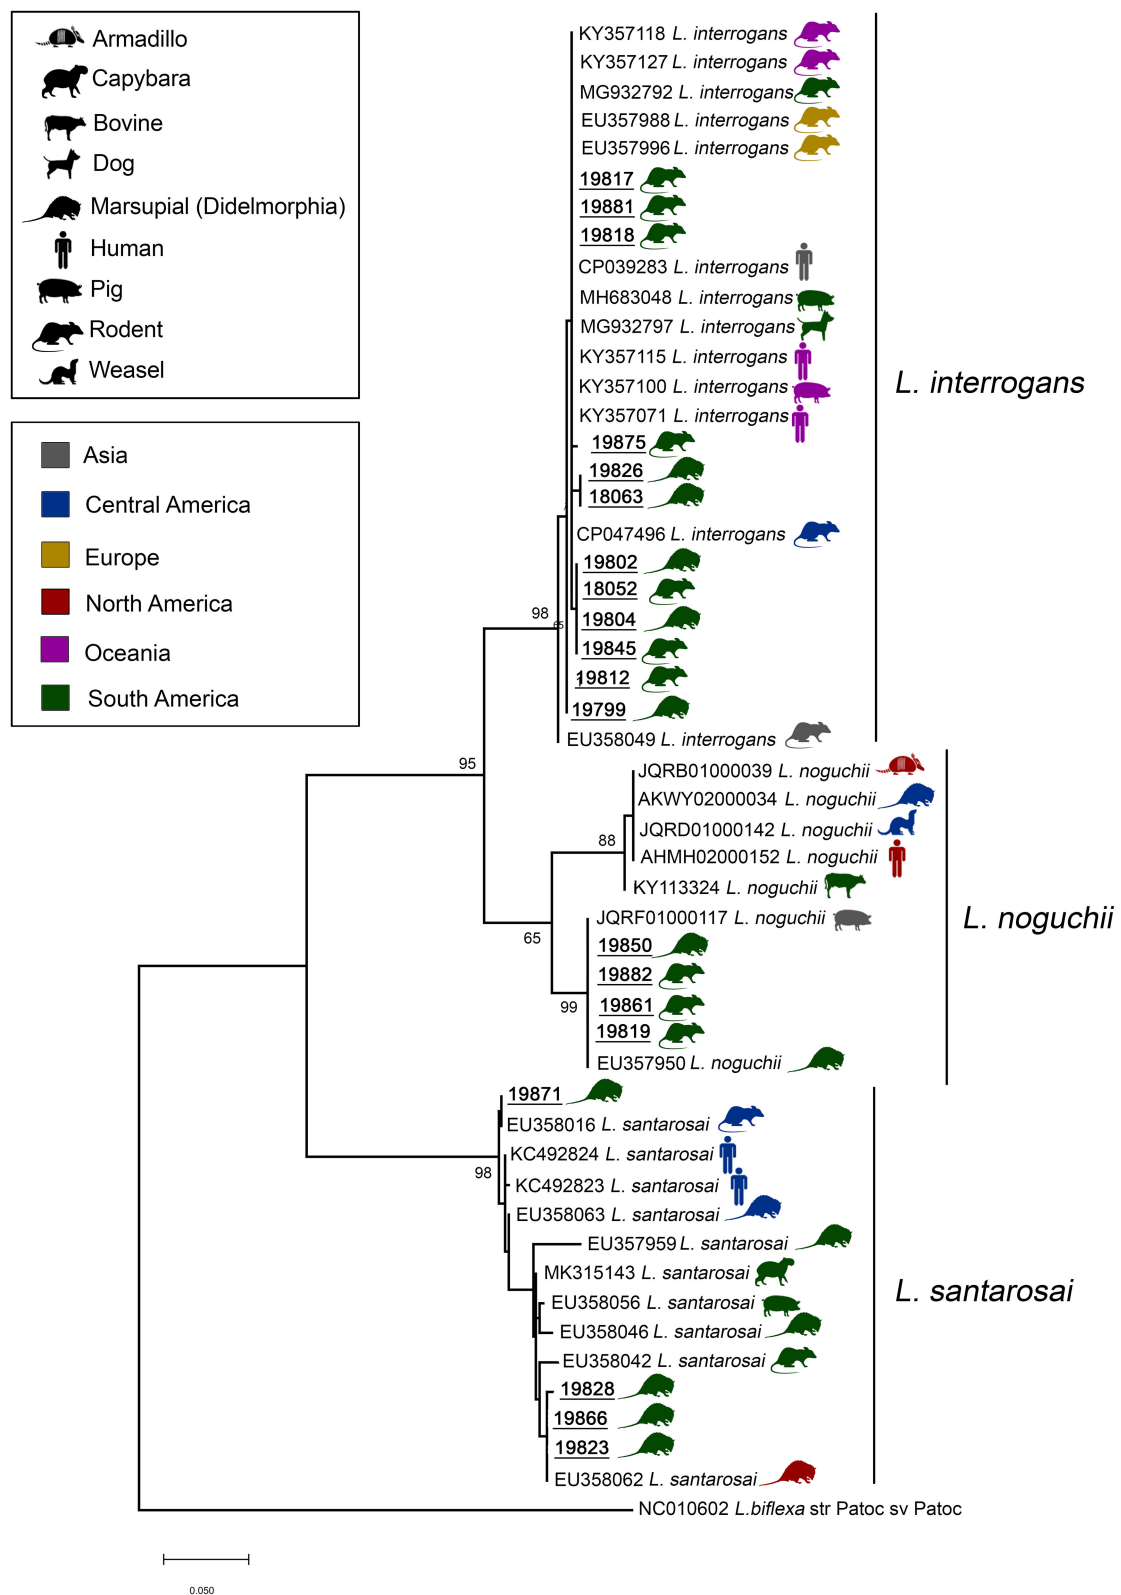 Armadillo
Capybara
Bovine
Dog
Marsupial (Didelmorphia)
Human
Pig
Rodent
Weasel
Asia
Central America
Europe
North America
Oceania
South America
KY357118 L. interrogans
KY357127 L. interrogans
MG932792 L. interrogans
EU357988 L. interrogans
EU357996 L. interrogans
19817
19881
19818
CP039283 L. interrogans
MH683048 L. interrogans
MG932797 L. interrogans
KY357115 L. interrogans
KY357100 L. interrogans
KY357071 L. interrogans
19875
19826
18063
CP047496 L. interrogans
19802
18052
19804
19845
19812
19799
EU358049 L. interrogans
L. interrogans
98
65
95
JQRB01000039 L. noguchii
AKWY02000034 L. noguchii
JQRD01000142 L. noguchii
AHMH02000152 L. noguchii
KY113324 L. noguchii
JQRF01000117 L. noguchii
19850
19882
19861
19819
EU357950 L. noguchii
L. noguchii
88
65
99
19871
EU358016 L. santarosai
KC492824 L. santarosai
KC492823 L. santarosai
EU358063 L. santarosai
EU357959 L. santarosai
MK315143 L. santarosai
EU358056 L. santarosai
EU358046 L. santarosai
EU358042 L. santarosai
19828
19866
19823
EU358062 L. santarosai
L. santarosai
98
NC010602 L.biflexa str Patoc sv Patoc
0.050